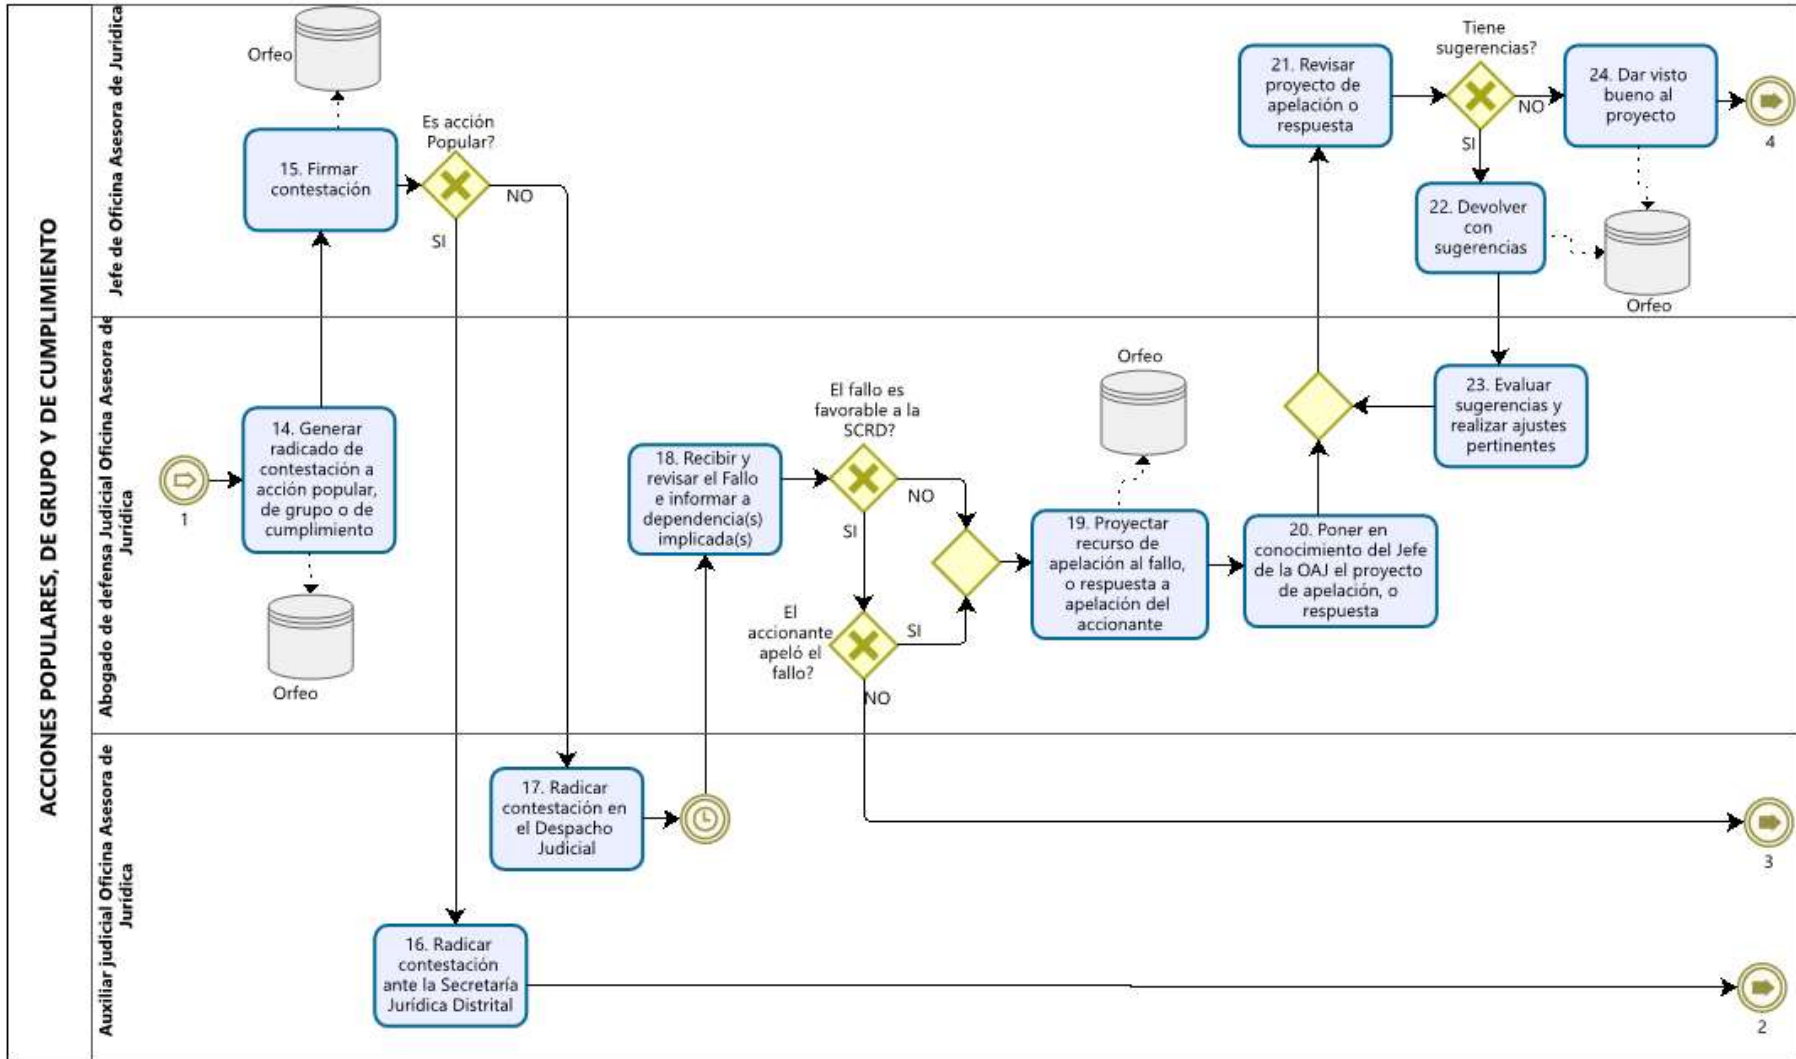 ACCIONES POPULARES, DE GRUPO Y DE CUMPLIMIENTO
Jefe de Oficina Asesora de Jurídica
Orfeo
15. Firmar
contestación
Es acción
Popular?
NO
SI
21. Revisar
proyecto de
apelación o
respuesta
Tiene
sugerencias?
NO
SI
24. Dar visto
bueno al
proyecto
4
22. Devolver
con
sugerencias
Orfeo
Abogado de defensa Judicial Oficina Asesora de
Jurídica
1
14. Generar
radicado de
contestación a
acción popular,
de grupo o de
cumplimiento
Orfeo
18. Recibir y
revisar el Fallo
e informar a
dependencia(s)
implicada(s)
El fallo es
favorable a la
SCRD?
NO
SI
El
accionante
apeló el
fallo?
SI
NO
Orfeo
19. Proyectar
recurso de
apelación al fallo,
o respuesta a
apelación del
accionante
20. Poner en
conocimiento del Jefe
de la OAJ el proyecto
de apelación, o
respuesta
23. Evaluar
sugerencias y
realizar ajustes
pertinentes
Auxiliar judicial Oficina Asesora de
Jurídica
17. Radicar
contestación en
el Despacho
Judicial
3
16. Radicar
contestación
ante la Secretaría
Jurídica Distrital
2